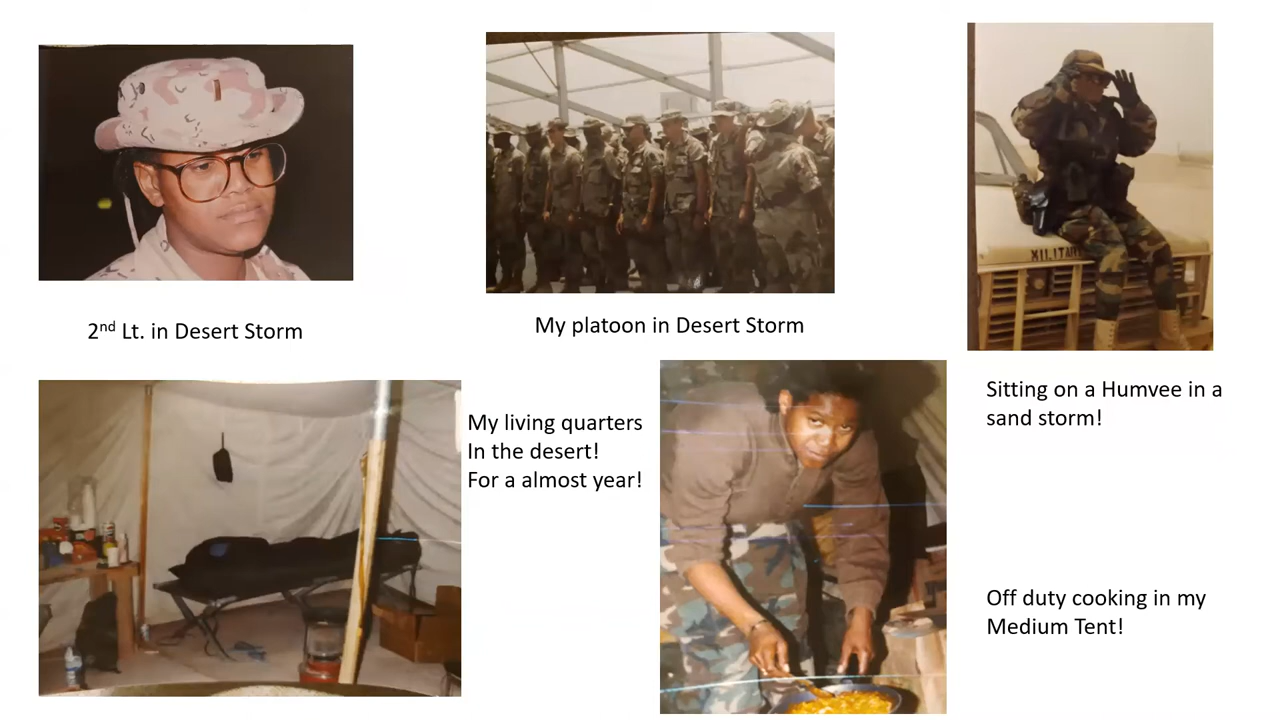 2nd Lt. in Desert Storm
My platoon in Desert Storm
MILITAR
Sitting on a Humvee in a
sand storm!
My living quarters
In the desert!
For a almost year!
Off duty cooking in my
Medium Tent!